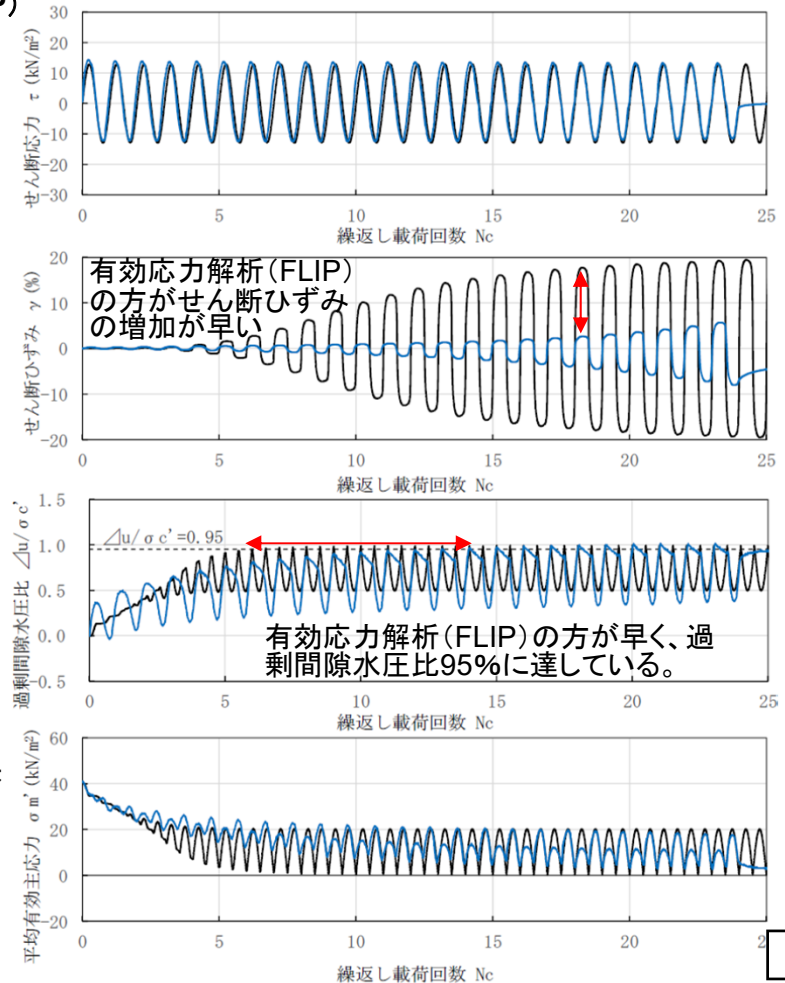 )
30
20
10
0
-10
-20
-30
せん断応力 τ (kN/m²)
0 5 10 15 20 25
繰返し載荷回数 Nc
20
10
0
-10
-20
せん断ひずみ γ (%)
有効応力解析(FLIP)
の方がせん断ひずみ
の増加が早い
0 5 10 15 20 25
繰返し載荷回数 Nc
1.5
1.0
0.5
0.0
-0.5
過剰間隙水圧比 ⊿u/σc'
⊿u/σc'=0.95
有効応力解析(FLIP)の方が早く、過
剰間隙水圧比95%に達している。
0 5 10 15 20 25
繰返し載荷回数 Nc
60
40
20
0
-20
平均有効主応力 σm' (kN/m²)
0 5 10 15 20 2
繰返し載荷回数 Nc